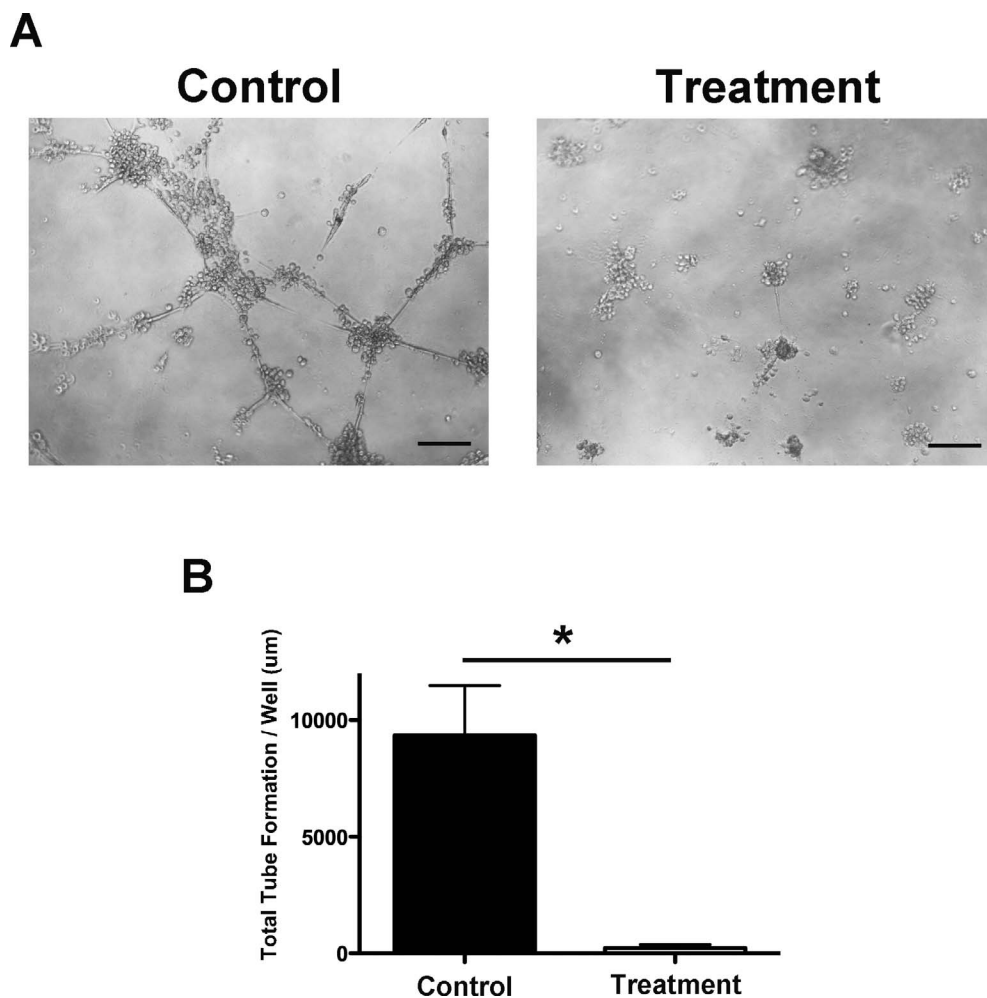 A
Control
Treatment
B
*
Total Tube Formation / Well (um)
10000
5000
0
Control
Treatment